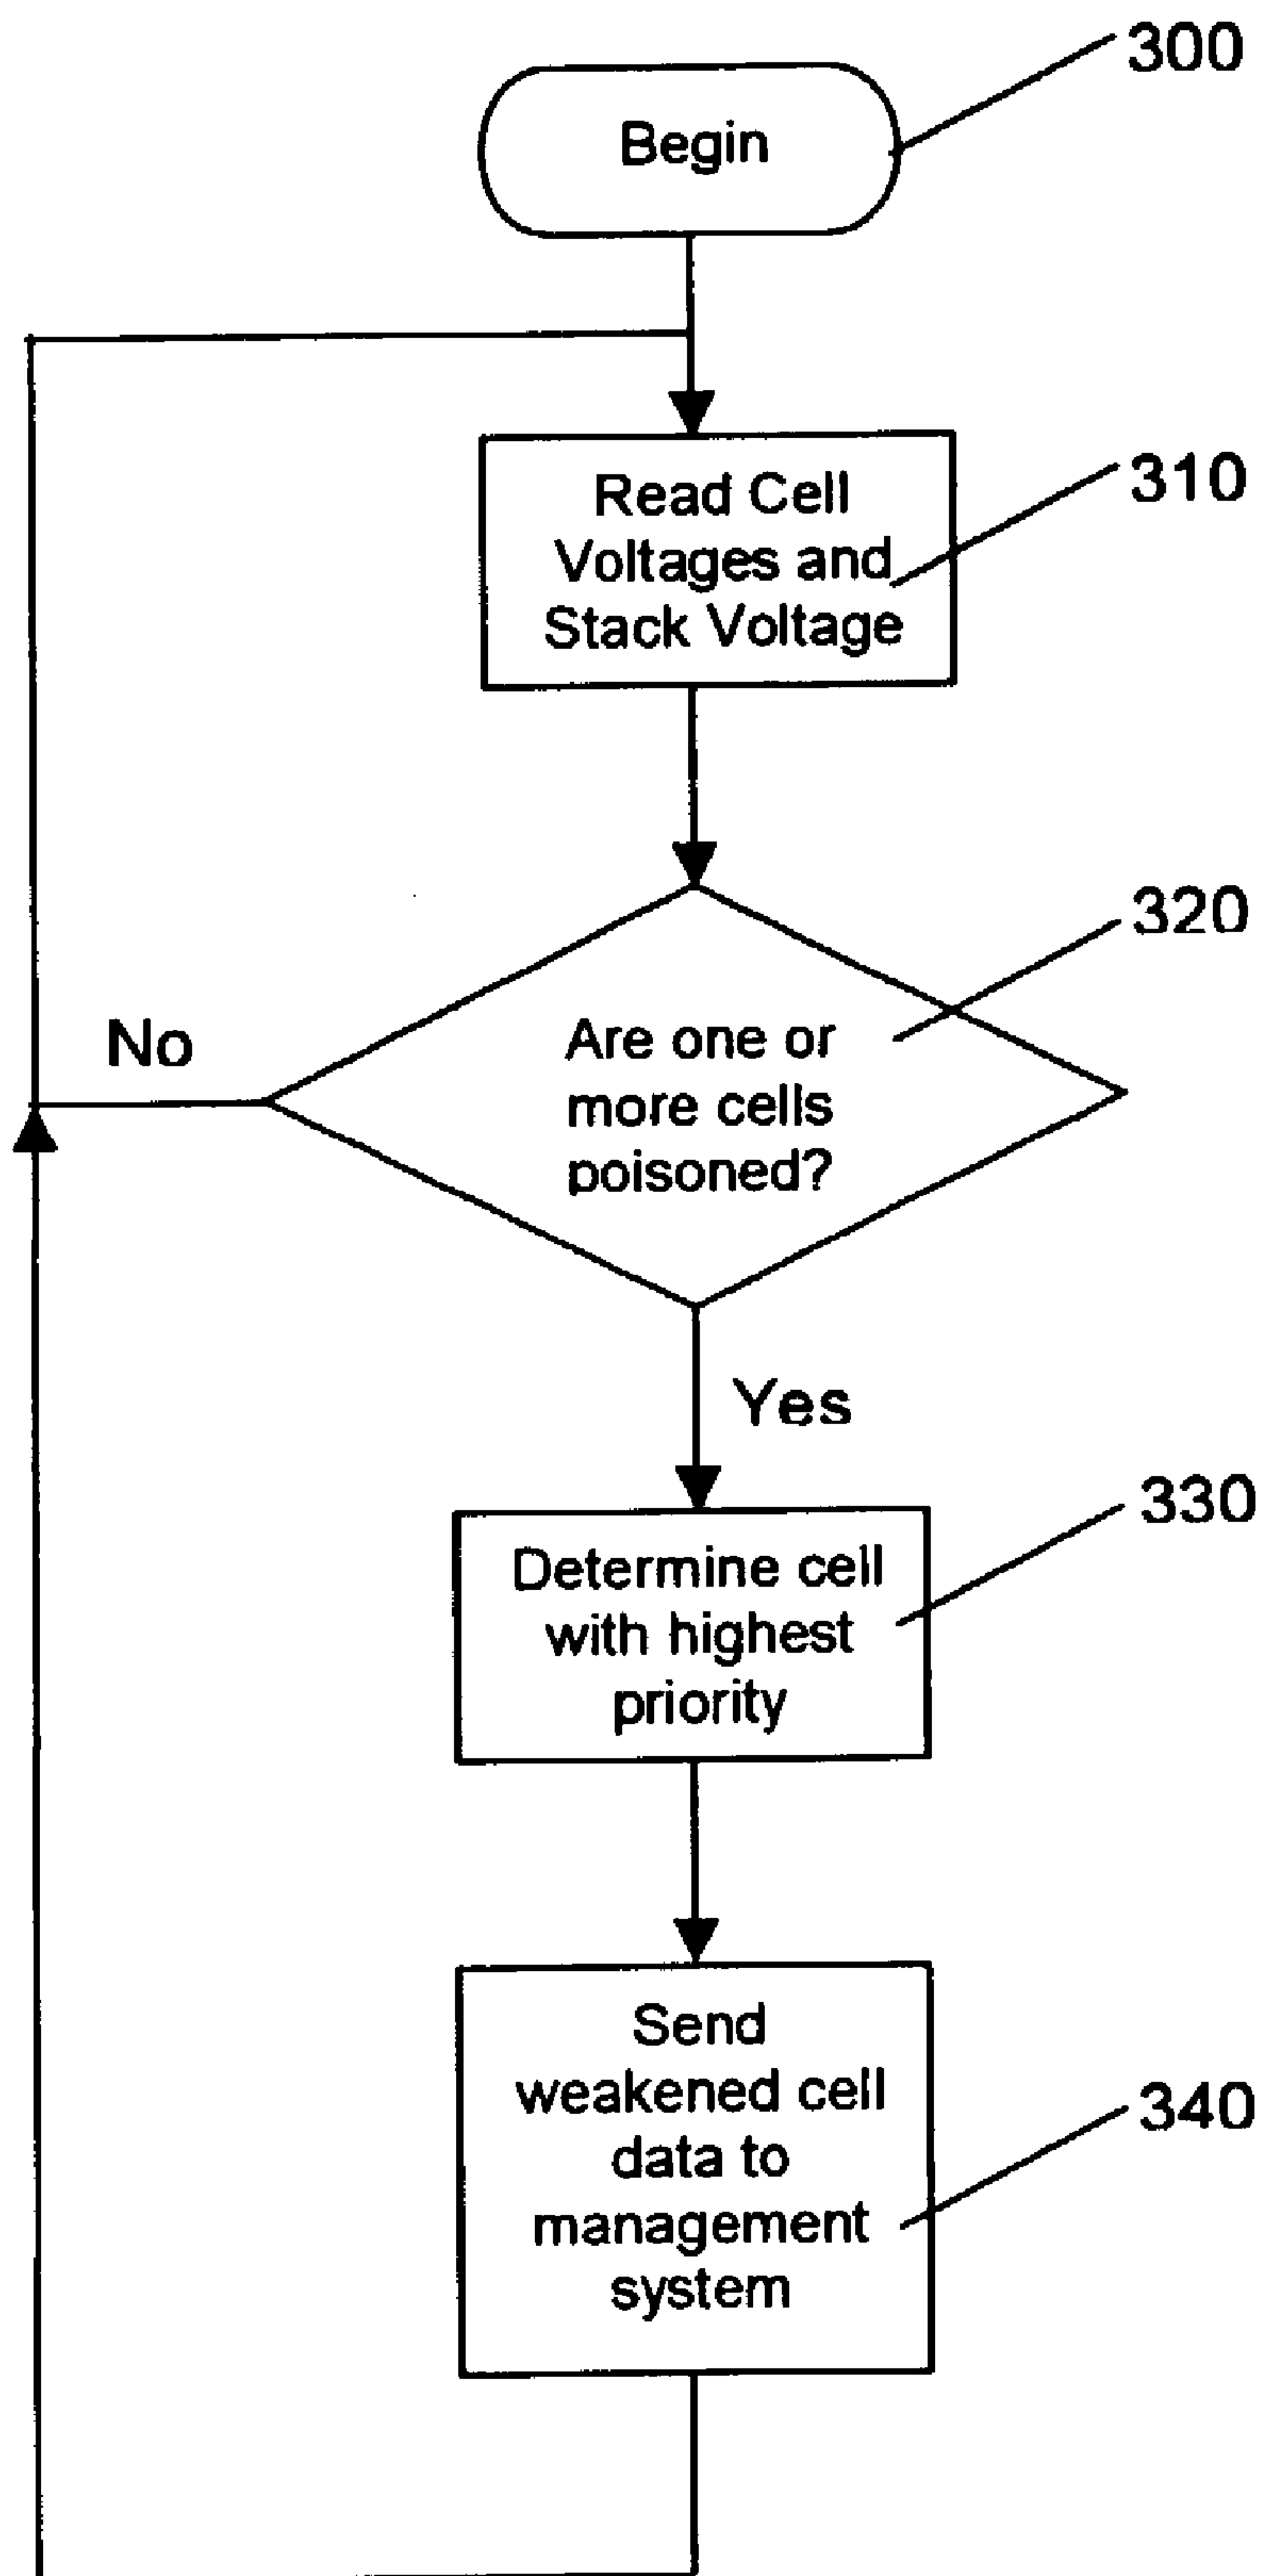 300
Begin
310
Read Cell
Voltages and
Stack Voltage
320
No
Are one or
more cells
poisoned?
Yes
330
Determine cell
with highest
priority
340
Send
weakened cell
data to
management
system